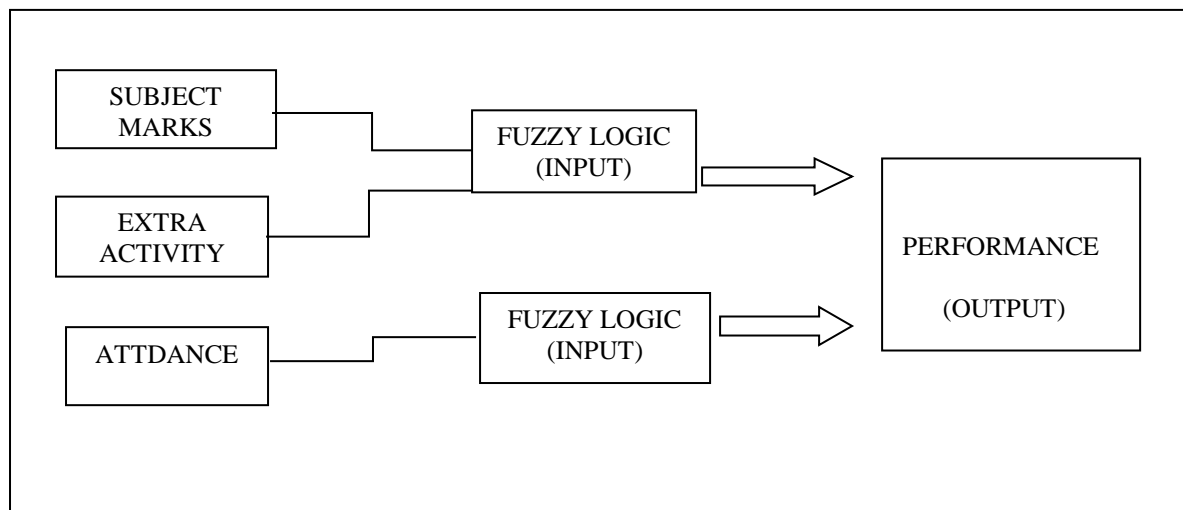 SUBJECT
MARKS
EXTRA
ACTIVITY
ATTDANCE
FUZZY LOGIC
(INPUT)
FUZZY LOGIC
(INPUT)
PERFORMANCE
(OUTPUT)